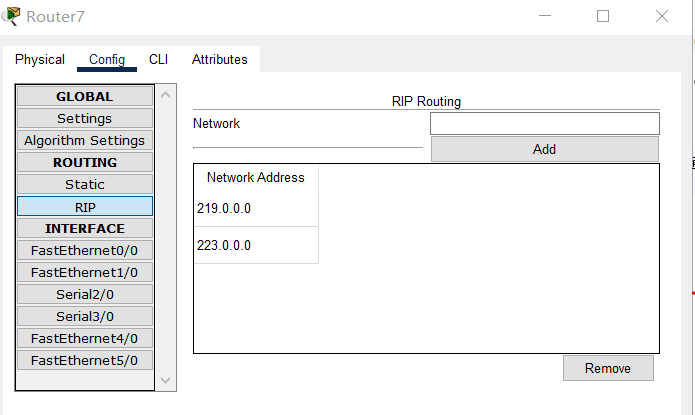 Router7
Physical Config CLI Attributes
GLOBAL
Settings
Algorithm Settings
ROUTING
Static
RIP
INTERFACE
FastEthernet0/0
FastEthernet1/0
Serial2/0
Serial3/0
FastEthernet4/0
FastEthernet5/0
RIP Routing
Network
Add
Network Address
219.0.0.0
223.0.0.0
Remove